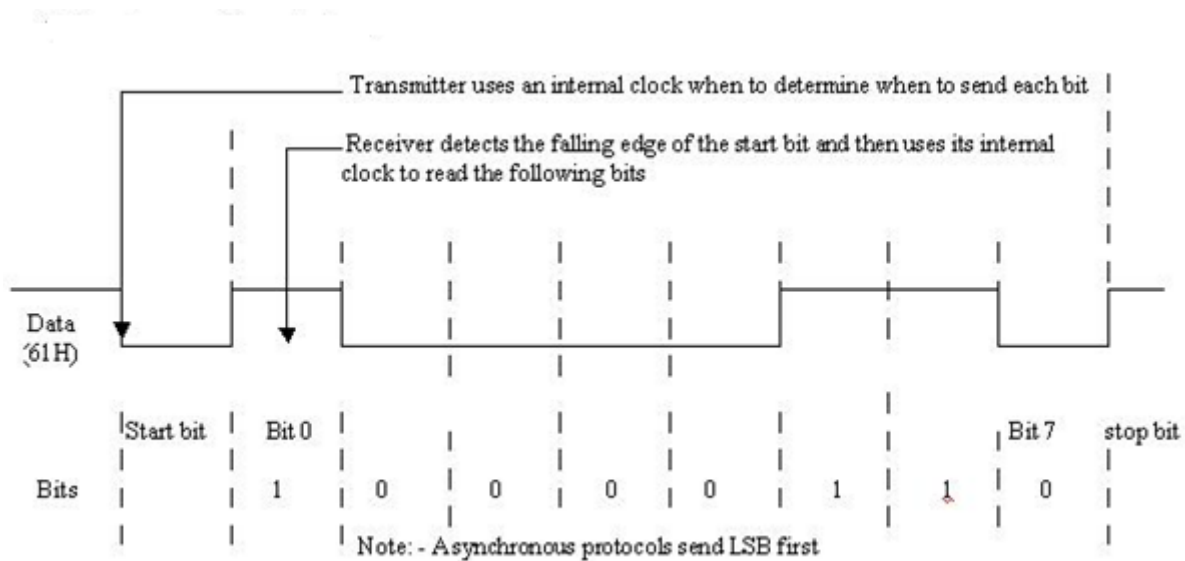 Transmitter uses an internal clock when to determine when to send each bit
Receiver detects the falling edge of the start bit and then uses its internal
clock to read the following bits
Data
(61H)
Start bit Bit 0 Bit 7 stop bit
Bits 1 0 0 0 0 1 1 0
Note: - Asynchronous protocols send LSB first